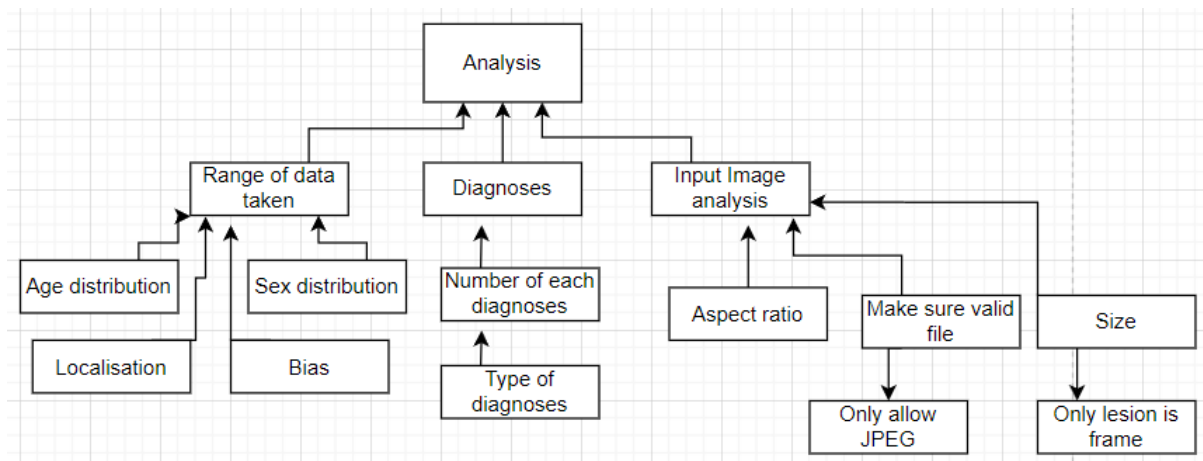 Analysis
Range of data
taken
Diagnoses
Input Image
analysis
Age distribution
Sex distribution
Number of each
diagnoses
Aspect ratio
Make sure valid
file
Size
Localisation
Bias
Type of
diagnoses
Only allow
JPEG
Only lesion is
frame